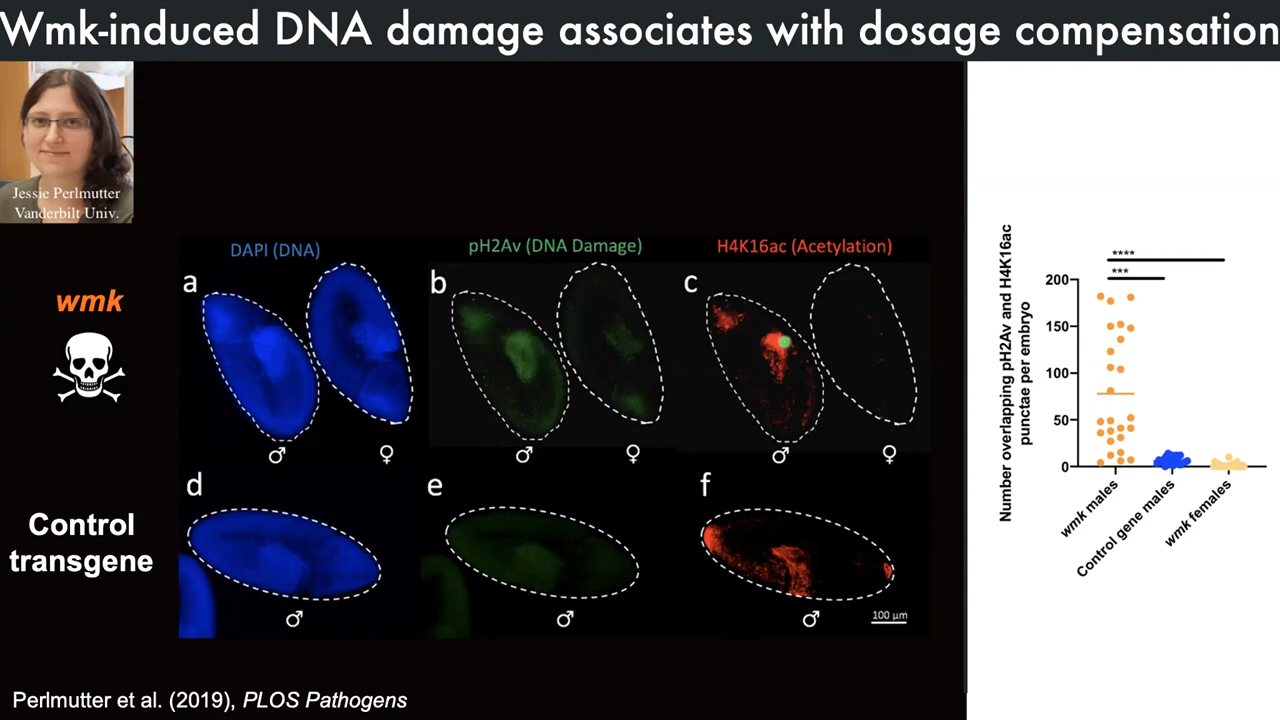 Wmk-induced DNA damage associates with dosage compensation
Jessie Perlmutter
Vanderbilt Univ.
DAPI (DNA)
pH2Av (DNA Damage)
H4K16ac (Acetylation)
wmk
a
b
c
♂
♀
♂
♀
♂
♀
Control
transgene
d
e
f
♂
♂
♂
100 µm
Number overlapping pH2Av and H4K16ac
punctae per embryo
****
***
200
150
100
50
0
wmk males
Control gene males
wmk females
Perlmutter et al. (2019), PLOS Pathogens